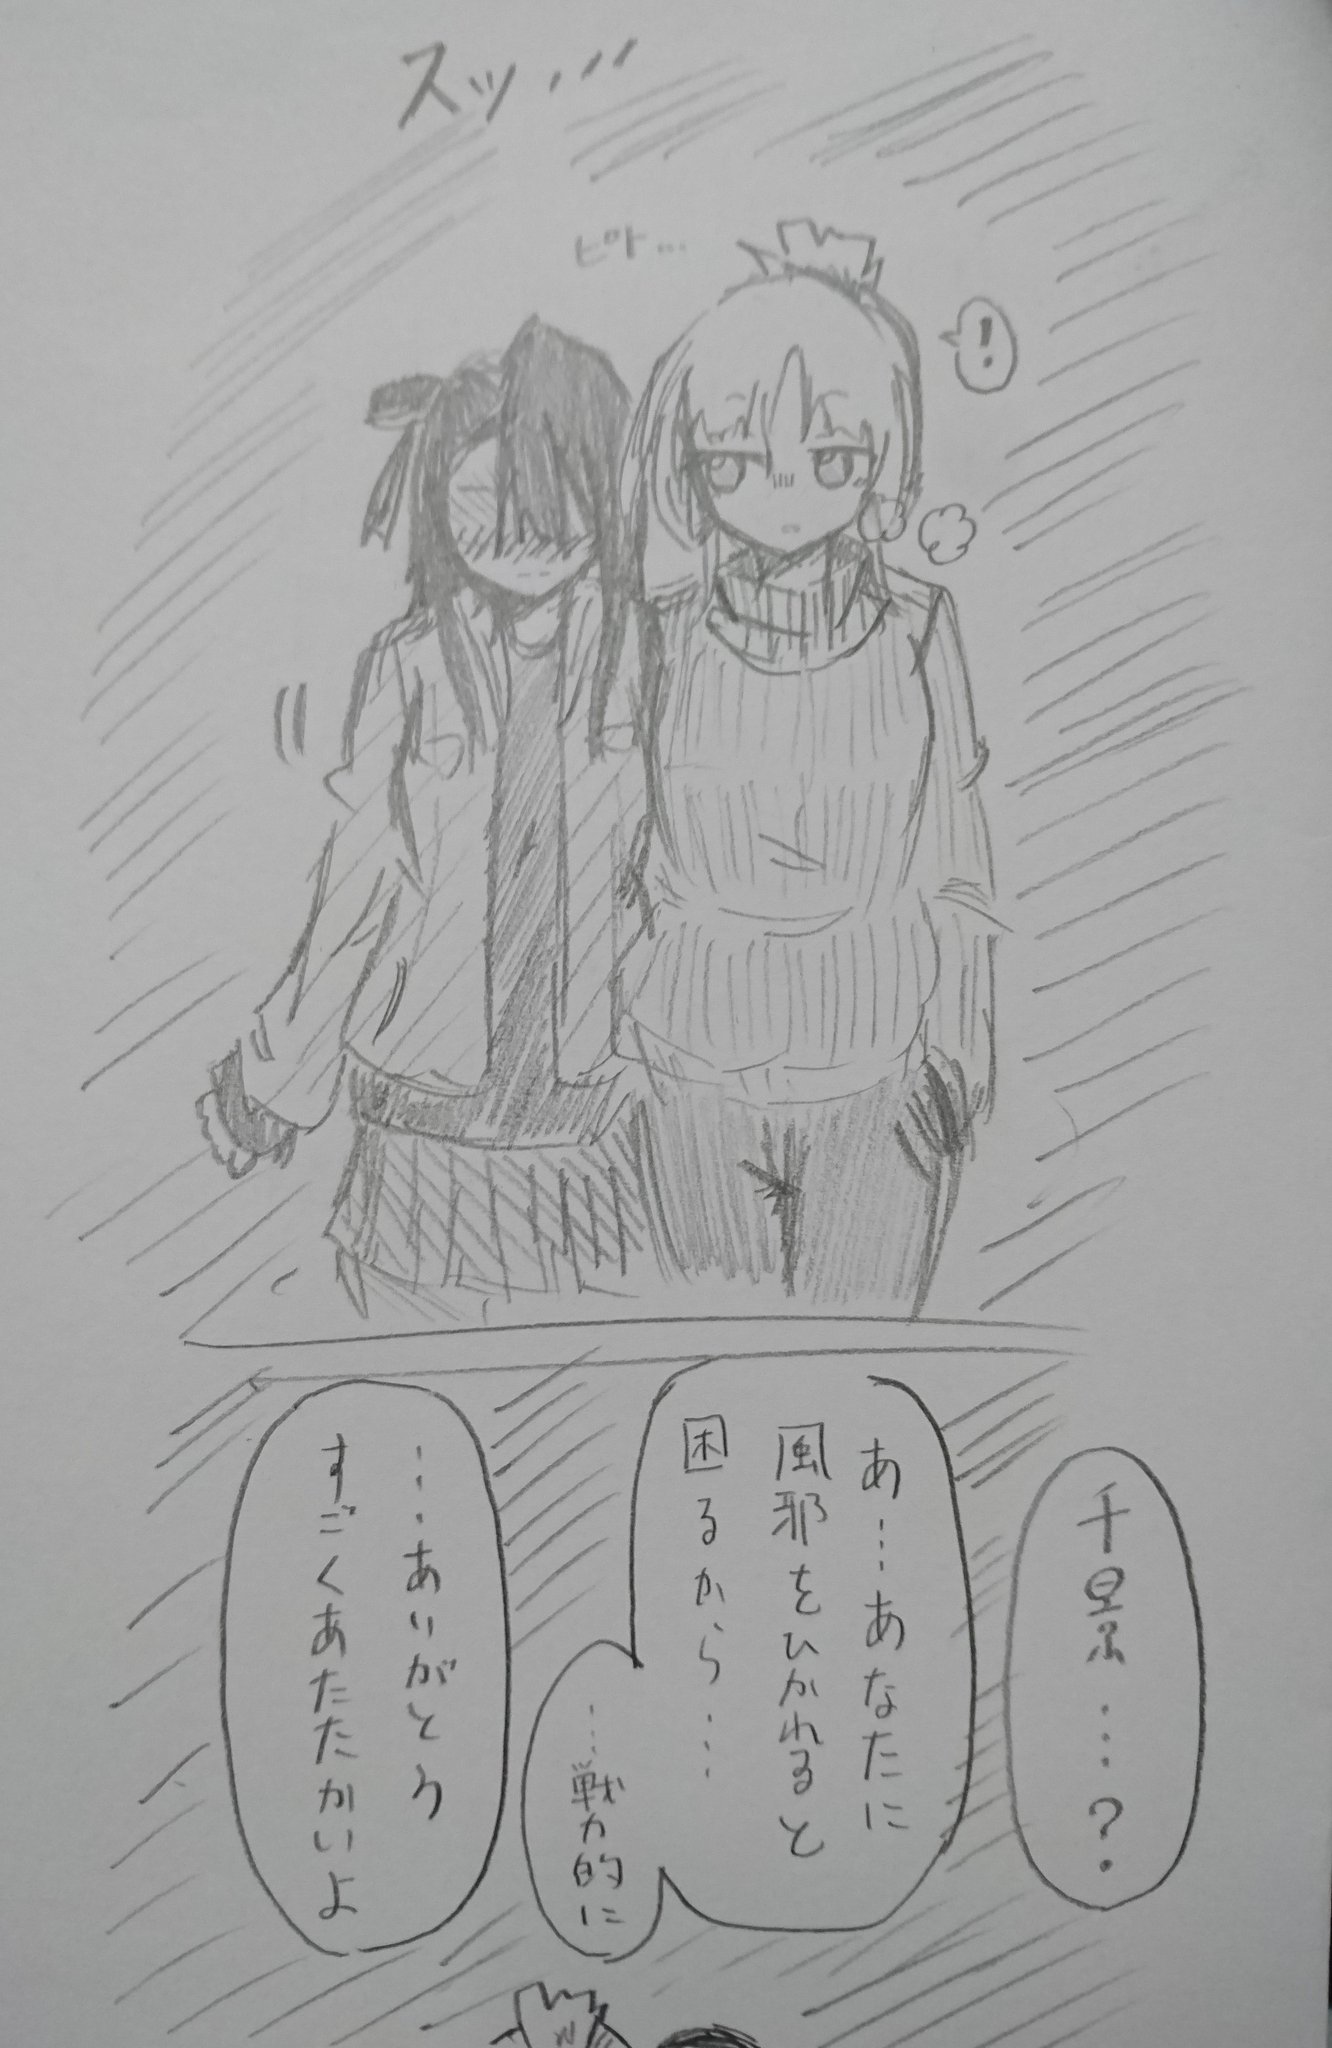 スッ...
ピト...
!
千景…?
あ…あなたに
風邪をひかれると
困るから……
…戦力的に
…ありがとう
すごくあたたかいよ